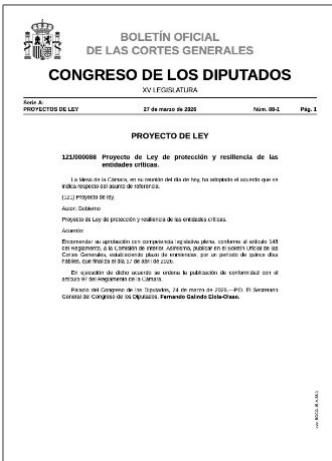 BOLETÍN OFICIAL
DE LAS CORTES GENERALES
CONGRESO DE LOS DIPUTADOS
XV LEGISLATURA
Serie A:
PROYECTOS DE LEY 27 de marzo de 2026 Núm. 88-1 Pág. 1
PROYECTO DE LEY
121/000088 Proyecto de Ley de protección y resiliencia de las
entidades críticas.
La Mesa de la Cámara, en su reunión del día de hoy, ha adoptado el acuerdo que se
indica respecto del asunto de referencia.
(121) Proyecto de ley.
Autor: Gobierno
Proyecto de Ley de protección y resiliencia de las entidades críticas.
Acuerdo:
Encomendar su aprobación con competencia legislativa plena, conforme al artículo 148
del Reglamento, a la Comisión de Interior. Asimismo, publicar en el Boletín Oficial de las
Cortes Generales, estableciendo plazo de enmiendas, por un período de quince días
hábiles, que finaliza el día 17 de abril de 2026.
En ejecución de dicho acuerdo se ordena la publicación de conformidad con el
artículo 97 del Reglamento de la Cámara.
Palacio del Congreso de los Diputados, 24 de marzo de 2026.—P.D. El Secretario
General del Congreso de los Diputados, Fernando Galindo Elola-Olaso.